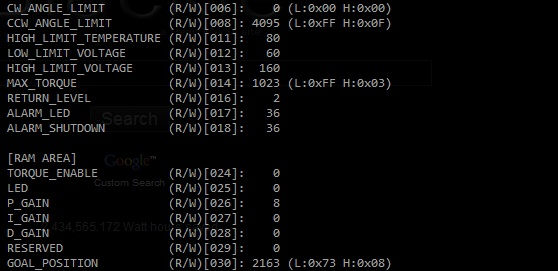 CW_ANGLE_LIMIT (R/W)[006]: 0 (L:0x00 H:0x00)
CCW_ANGLE_LIMIT (R/W)[008]: 4095 (L:0xFF H:0x0F)
HIGH_LIMIT_TEMPERATURE (R/W)[011]: 80
LOW_LIMIT_VOLTAGE (R/W)[012]: 60
HIGH_LIMIT_VOLTAGE (R/W)[013]: 160
MAX_TORQUE (R/W)[014]: 1023 (L:0xFF H:0x03)
RETURN_LEVEL (R/W)[016]: 2
ALARM_LED (R/W)[017]: 36
Search
ALARM_SHUTDOWN (R/W)[018]: 36
[RAM AREA]
Google™
TORQUE_ENABLE (R/W)[024]: 0
Custom Search
LED (R/W)[025]: 0
P_GAIN (R/W)[026]: 8
I_GAIN (R/W)[027]: 0
434,565,172 Watt hou
D_GAIN (R/W)[028]: 0
RESERVED (R/W)[029]: 0
GOAL_POSITION (R/W)[030]: 2163 (L:0x73 H:0x08)